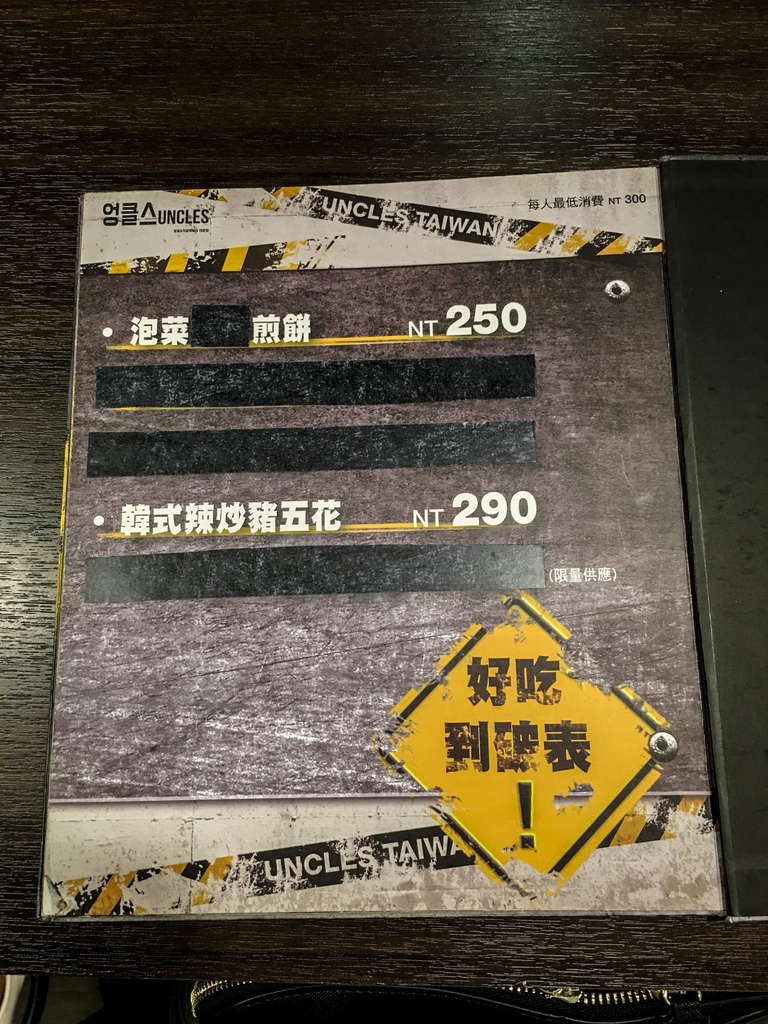 엉클스UNCLES
UNCLES TAIWAN
每人最低消費 NT 300
• 泡菜 煎餅 NT 250
• 韓式辣炒豬五花 NT 290
(限量供應)
好吃
到破表
!
UNCLES TAIWA